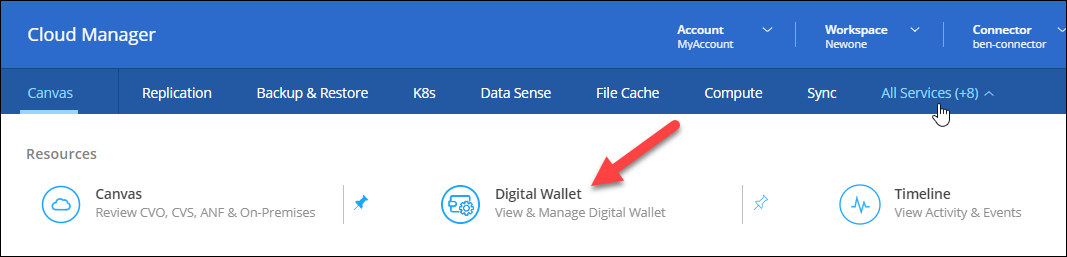 Cloud Manager
Account
MyAccount
Workspace
Newone
Connector
ben-connector
Canvas
Replication
Backup & Restore
K8s
Data Sense
File Cache
Compute
Sync
All Services (+8)
Resources
Canvas
Review CVO, CVS, ANF & On-Premises
Digital Wallet
View & Manage Digital Wallet
Timeline
View Activity & Events